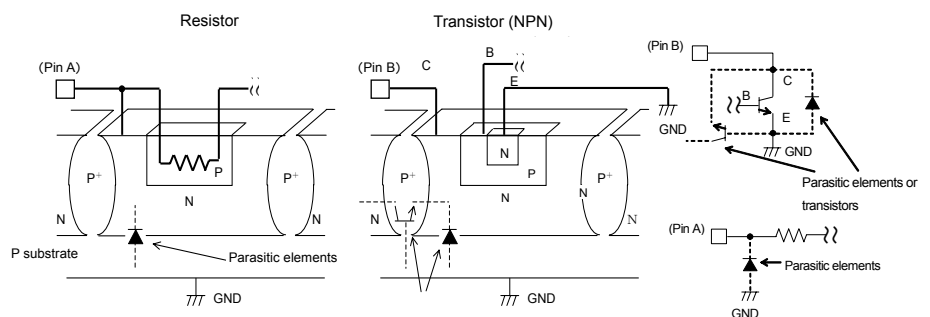 Resistor
Transistor (NPN)
(Pin A)
P
P+
P+
N
N
N
P substrate
Parasitic elements
GND
(Pin B)
C
B
E
GND
N
P
P+
P+
N
N
N
N
GND
(Pin B)
C
B
E
GND
Parasitic elements or
transistors
(Pin A)
Parasitic elements
GND